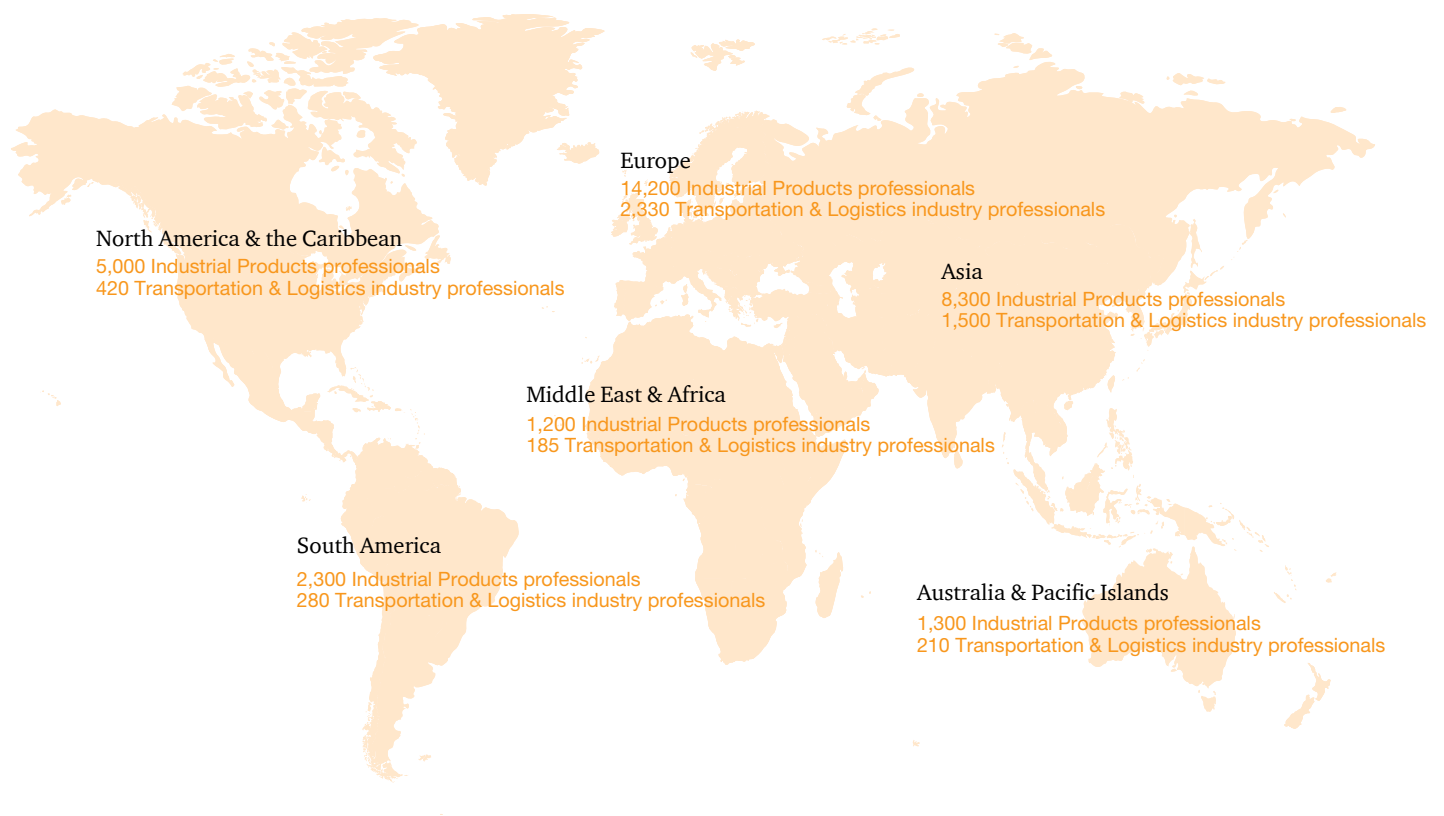 Europe
14,200 Industrial Products professionals
2,330 Transportation & Logistics industry professionals
North America & the Caribbean
5,000 Industrial Products professionals
420 Transportation & Logistics industry professionals
Asia
8,300 Industrial Products professionals
1,500 Transportation & Logistics industry professionals
Middle East & Africa
1,200 Industrial Products professionals
185 Transportation & Logistics industry professionals
South America
2,300 Industrial Products professionals
280 Transportation & Logistics industry professionals
Australia & Pacific Islands
1,300 Industrial Products professionals
210 Transportation & Logistics industry professionals